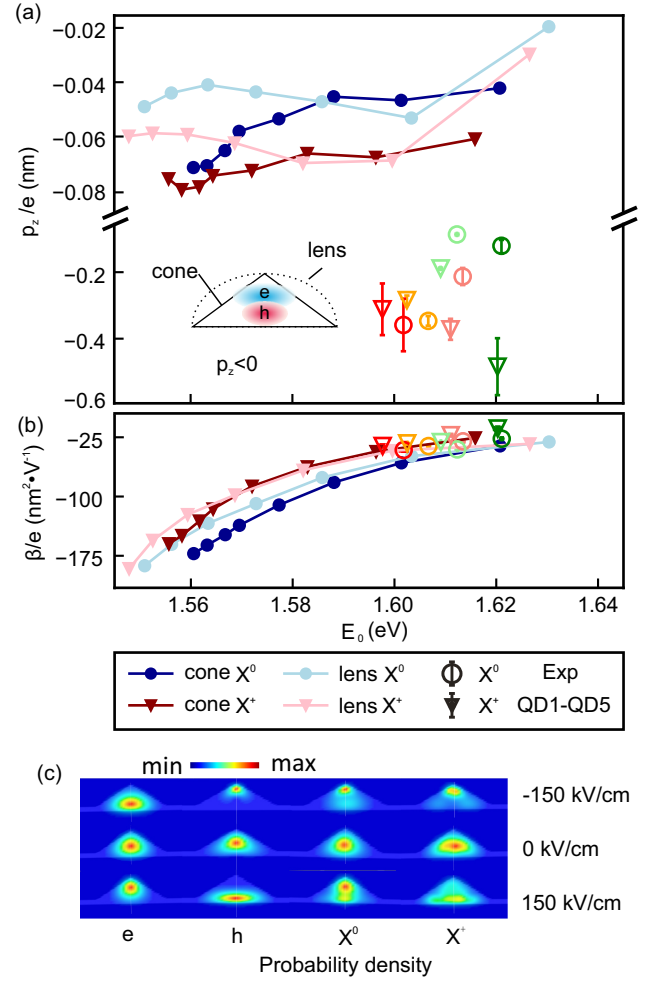 (a)
−0.02
−0.04
−0.06
−0.08
−0.2
−0.4
−0.6
p_z/e (nm)
cone
lens
e
h
p_z<0
(b)
−25
−100
−175
β/e (nm²•V⁻¹)
1.56 1.58 1.60 1.62 1.64
E₀ (eV)
cone X⁰ lens X⁰ X⁰ Exp
cone X⁺ lens X⁺ X⁺ QD1-QD5
(c)
min max
-150 kV/cm
0 kV/cm
150 kV/cm
e h X⁰ X⁺
Probability density